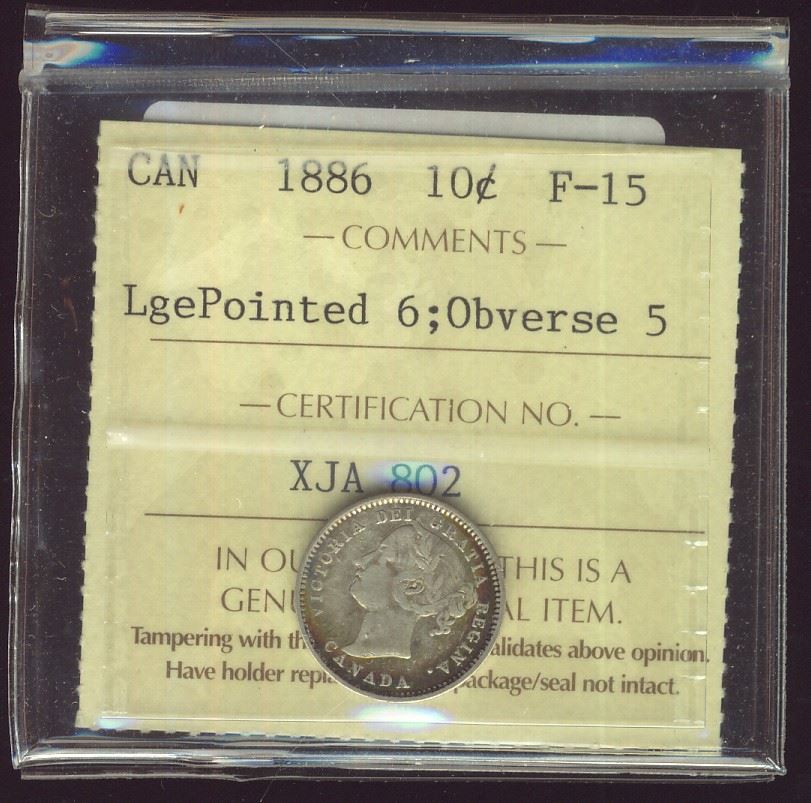 CAN 1886 10¢ F-15
— COMMENTS —
LgePointed 6;Obverse 5
— CERTIFICATION NO. —
XJA 802
IN OU THIS IS A
GENU AL ITEM.
Tampering with th alidates above opinion.
Have holder repla package/seal not intact.
VICTORIA DEI GRATIA REGINA.
CANADA